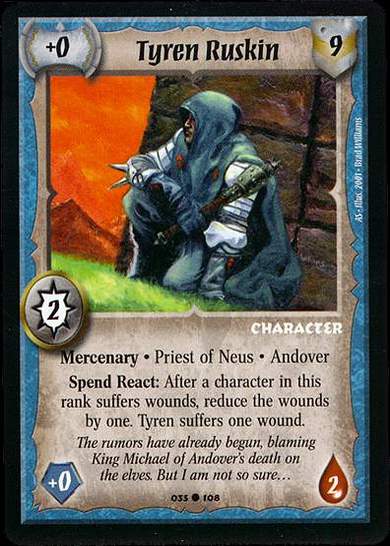 +0
Tyren Ruskin
9
AS • Illus. 2001 • Brad Williams
2
CHARACTER
Mercenary • Priest of Neus • Andover
Spend React: After a character in this
rank suffers wounds, reduce the wounds
by one. Tyren suffers one wound.
The rumors have already begun, blaming
King Michael of Andover's death on
the elves. But I am not so sure…
+0
035 ● 108
2